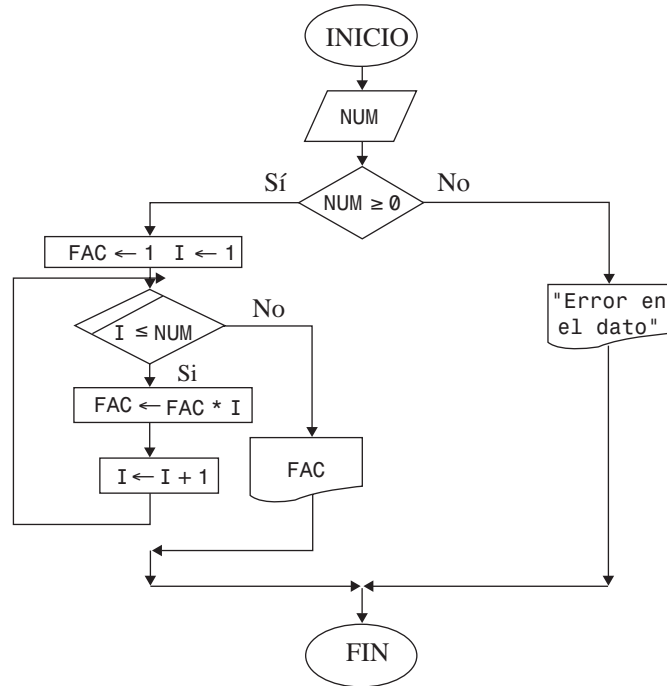 INICIO
NUM
Sí
NUM ≥ 0
No
FAC ← 1 I ← 1
"Error en
el dato"
I ≤ NUM
No
Si
FAC ← FAC * I
FAC
I ← I + 1
FIN